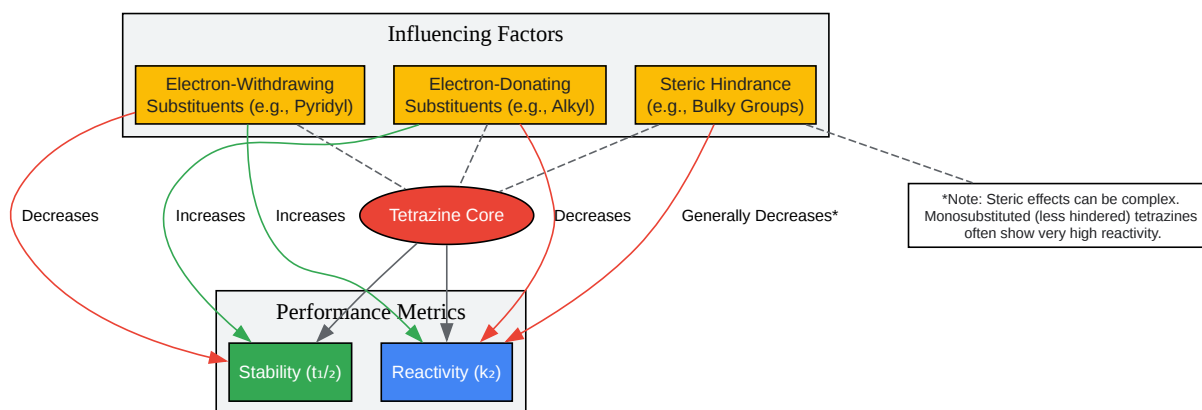 Influencing Factors
Electron-Withdrawing
Substituents (e.g., Pyridyl)
Electron-Donating
Substituents (e.g., Alkyl)
Steric Hindrance
(e.g., Bulky Groups)
Decreases
Increases
Increases
Tetrazine Core
Decreases
Generally Decreases*
*Note: Steric effects can be complex.
Monosubstituted (less hindered) tetrazines
often show very high reactivity.
Performance Metrics
Stability (t₁/₂)
Reactivity (k₂)